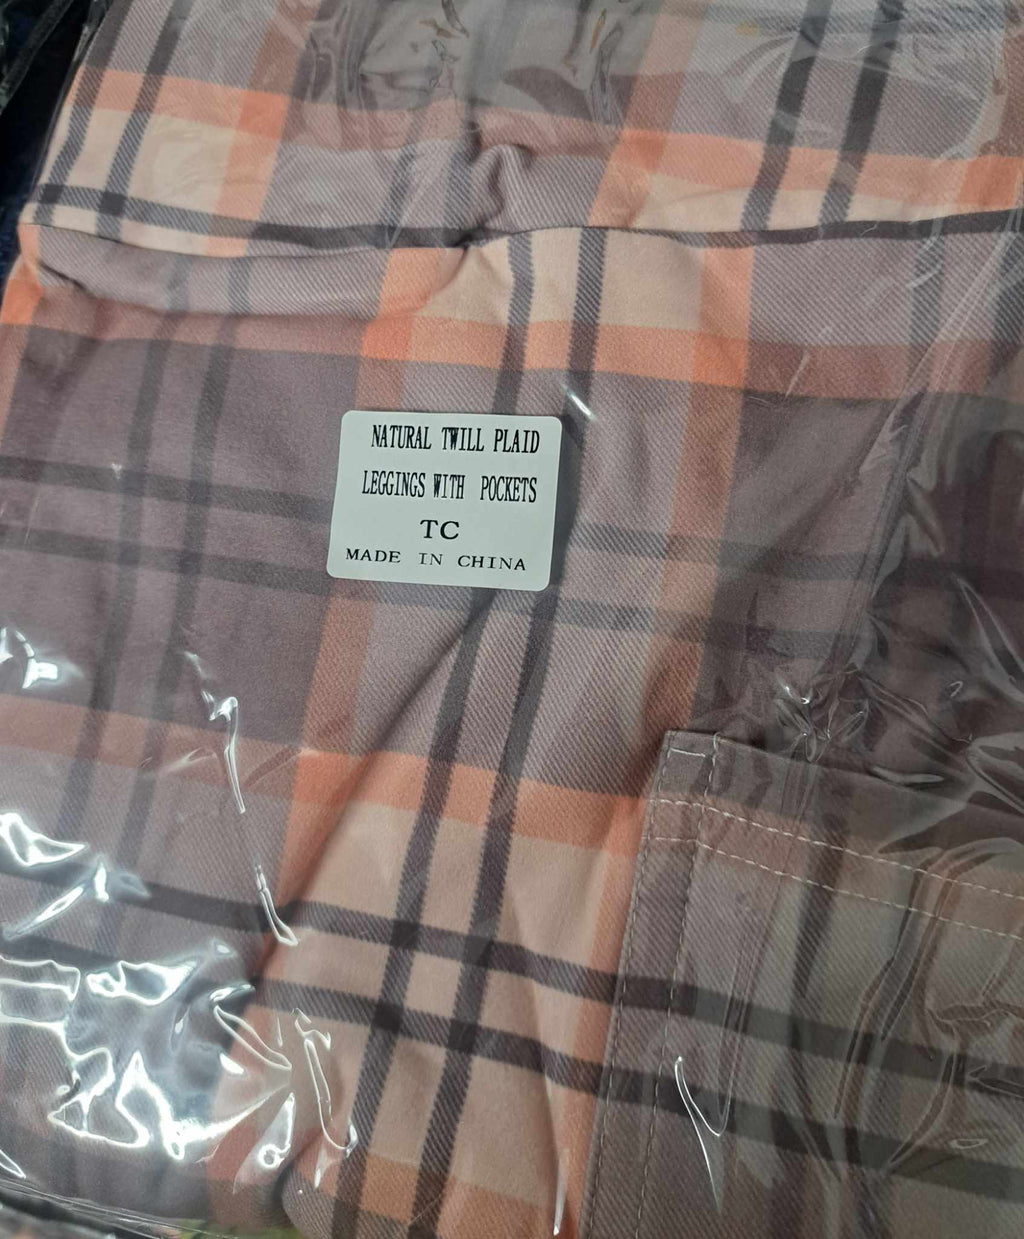 NATURAL TWILL PLAID
LEGGINGS WITH POCKETS
TC
MADE IN CHINA